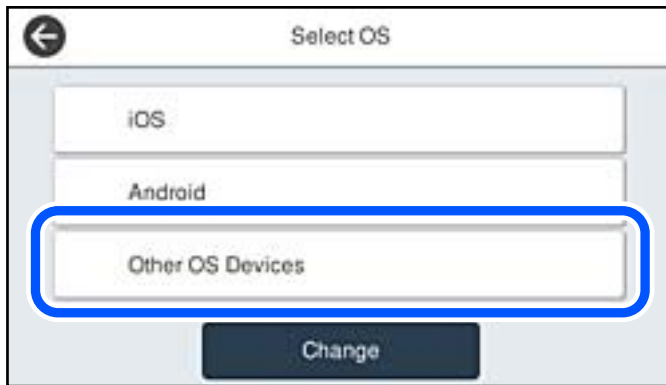 Select OS
iOS
Android
Other OS Devices
Change